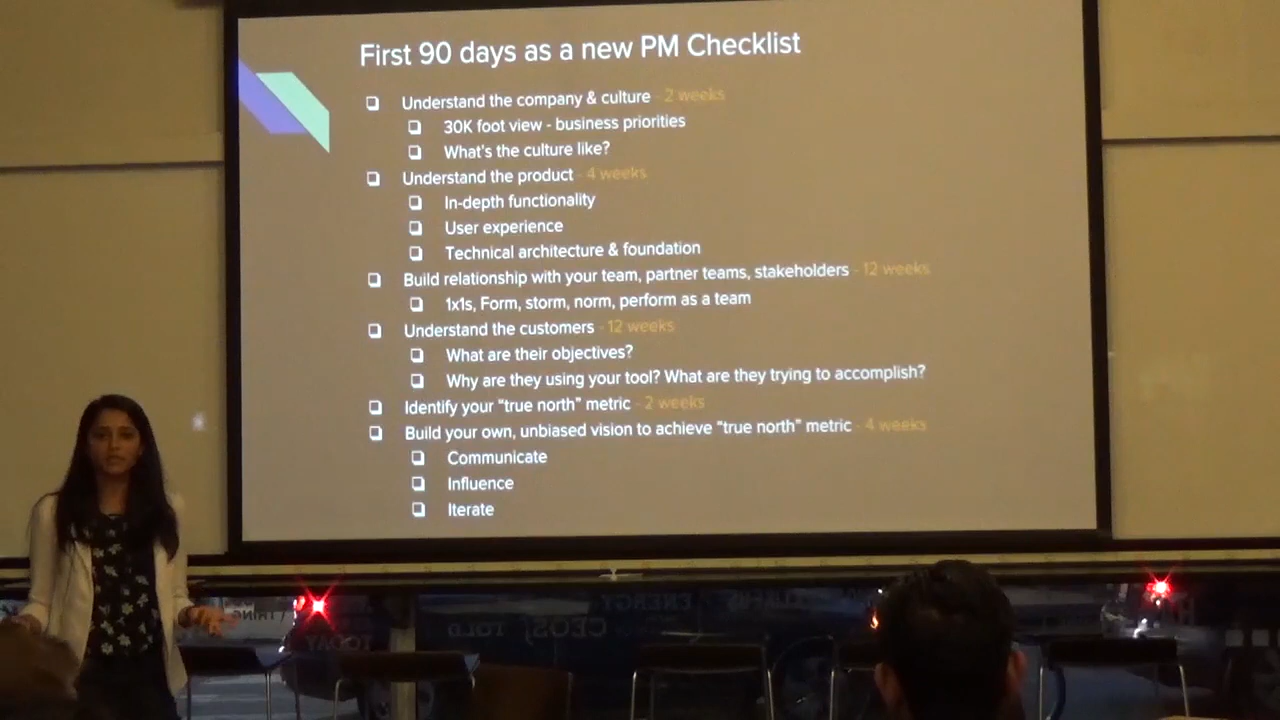 First 90 days as a new PM Checklist
❏ Understand the company & culture - 2 weeks
❏ 30K foot view - business priorities
❏ What's the culture like?
❏ Understand the product - 4 weeks
❏ In-depth functionality
❏ User experience
❏ Technical architecture & foundation
❏ Build relationship with your team, partner teams, stakeholders - 12 weeks
❏ 1x1s, Form, storm, norm, perform as a team
❏ Understand the customers - 12 weeks
❏ What are their objectives?
❏ Why are they using your tool? What are they trying to accomplish?
❏ Identify your "true north" metric - 2 weeks
❏ Build your own, unbiased vision to achieve "true north" metric - 4 weeks
❏ Communicate
❏ Influence
❏ Iterate
THING
ENERGY
TODAY
TOLD
CEOS